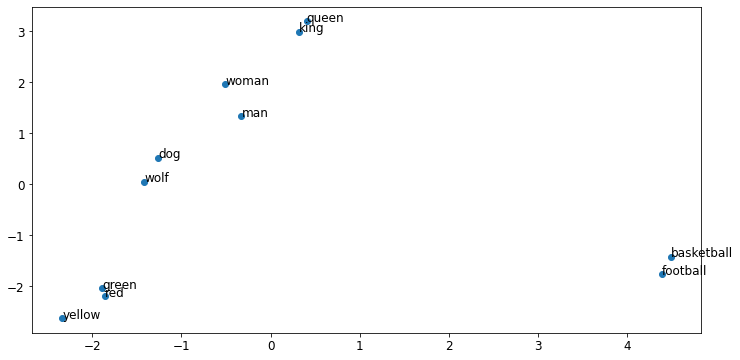 queen
king
woman
man
dog
wolf
basketball
football
green
red
yellow
3
2
1
0
−1
−2
−2
−1
0
1
2
3
4